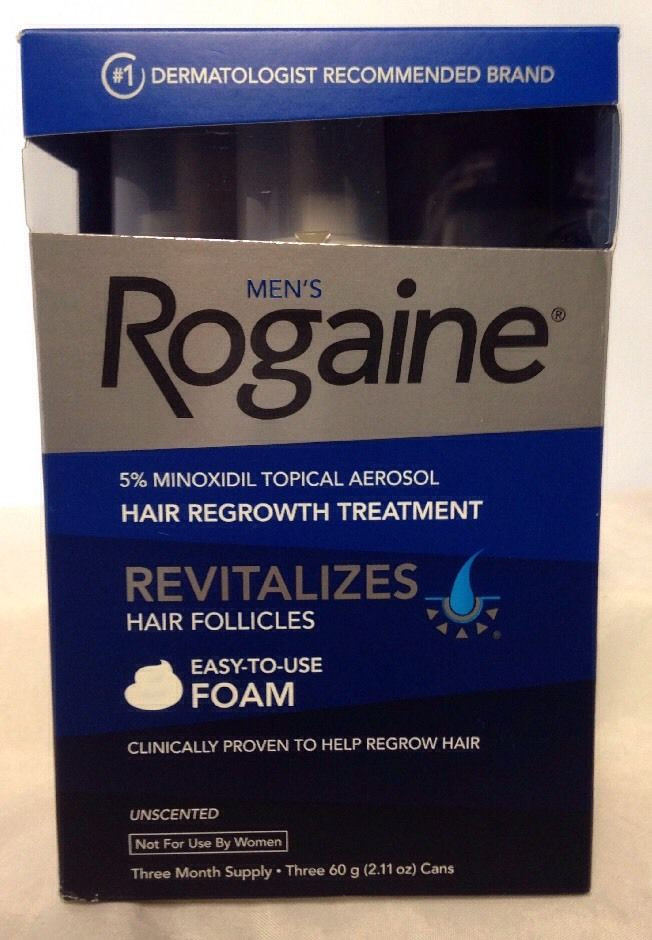 #1 DERMATOLOGIST RECOMMENDED BRAND
MEN'S
Rogaine®
5% MINOXIDIL TOPICAL AEROSOL
HAIR REGROWTH TREATMENT
REVITALIZES
HAIR FOLLICLES
®
EASY-TO-USE
FOAM
CLINICALLY PROVEN TO HELP REGROW HAIR
UNSCENTED
Not For Use By Women
Three Month Supply • Three 60 g (2.11 oz) Cans